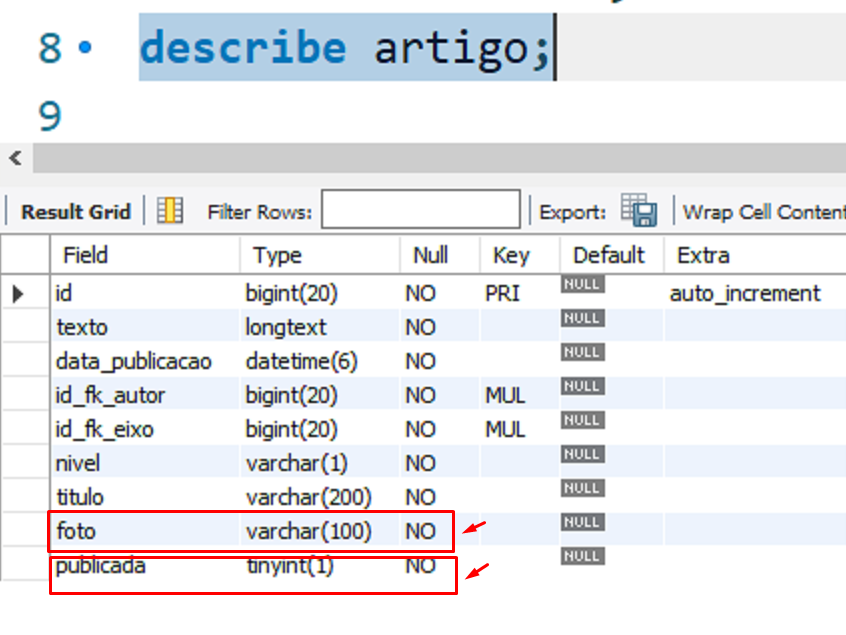 8 describe artigo;
9
<
Result Grid Filter Rows: Export: Wrap Cell Content
Field Type Null Key Default Extra
id bigint(20) NO PRI NULL auto_increment
texto longtext NO NULL
data_publicacao datetime(6) NO NULL
id_fk_autor bigint(20) NO MUL NULL
id_fk_eixo bigint(20) NO MUL NULL
nivel varchar(1) NO NULL
titulo varchar(200) NO NULL
foto varchar(100) NO NULL
publicada tinyint(1) NO NULL